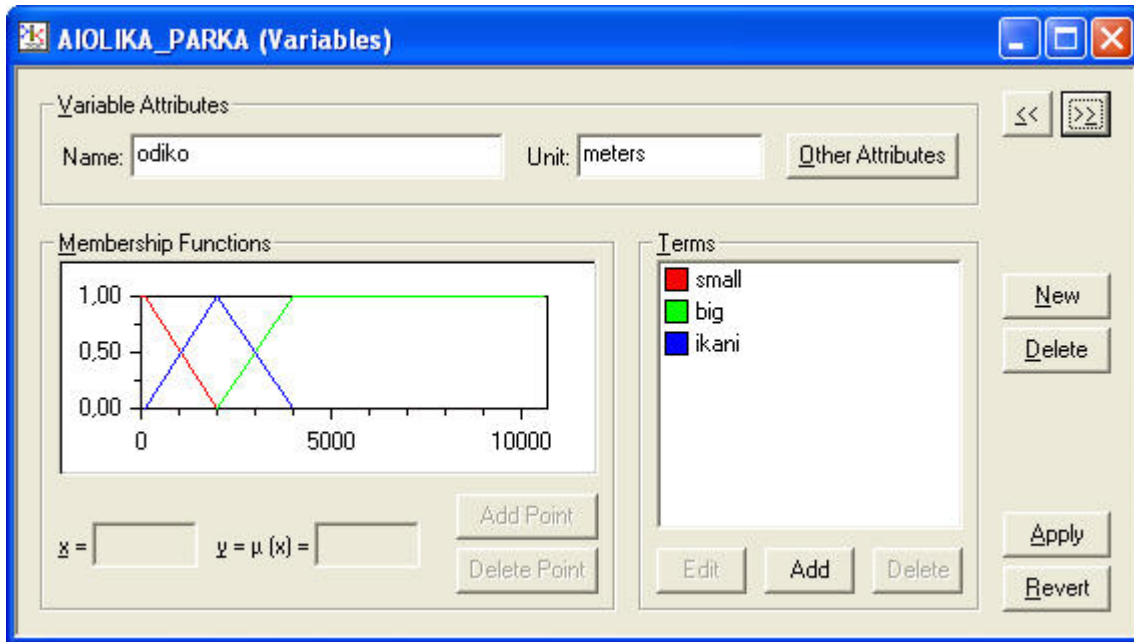 AIOLIKA_PARKA (Variables)
Variable Attributes
<< >>
Name: odiko Unit: meters Other Attributes
Membership Functions
1,00
0,50
0,00
0 5000 10000
x = y = μ (x) =
Add Point
Delete Point
Terms
small
big
ikani
Edit Add Delete
New
Delete
Apply
Revert